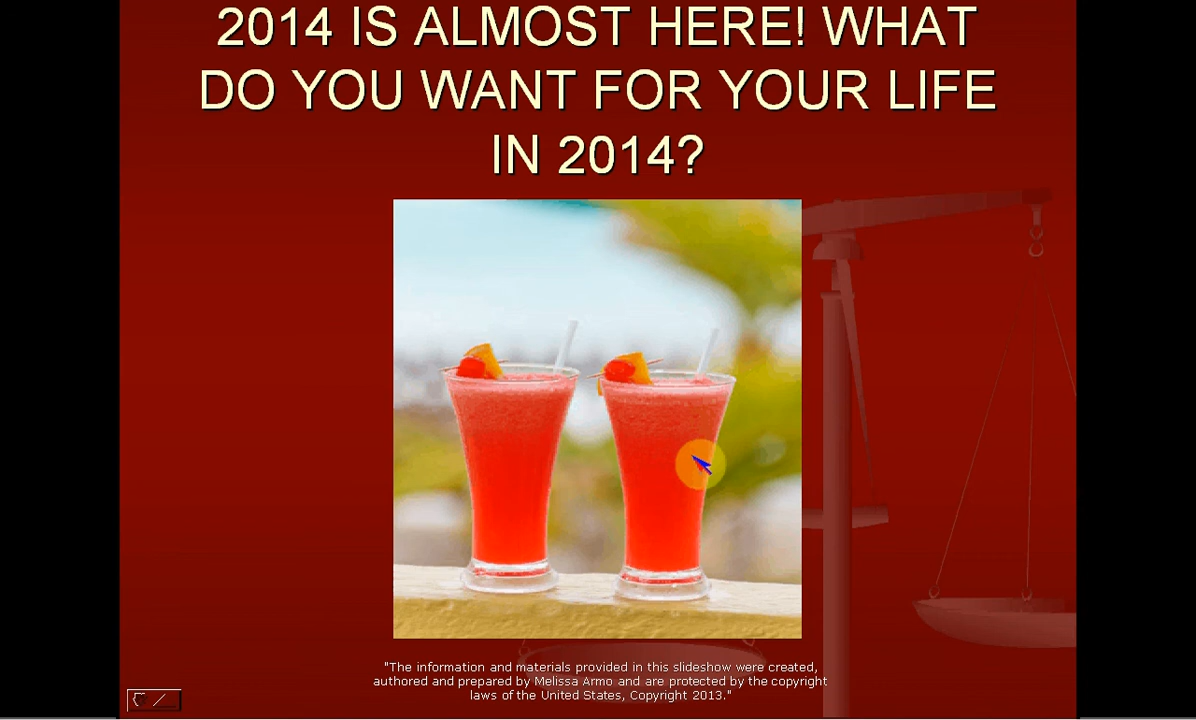 2014 IS ALMOST HERE! WHAT
DO YOU WANT FOR YOUR LIFE
IN 2014?
"The information and materials provided in this slideshow were created,
authored and prepared by Melissa Armo and are protected by the copyright
laws of the United States, Copyright 2013."